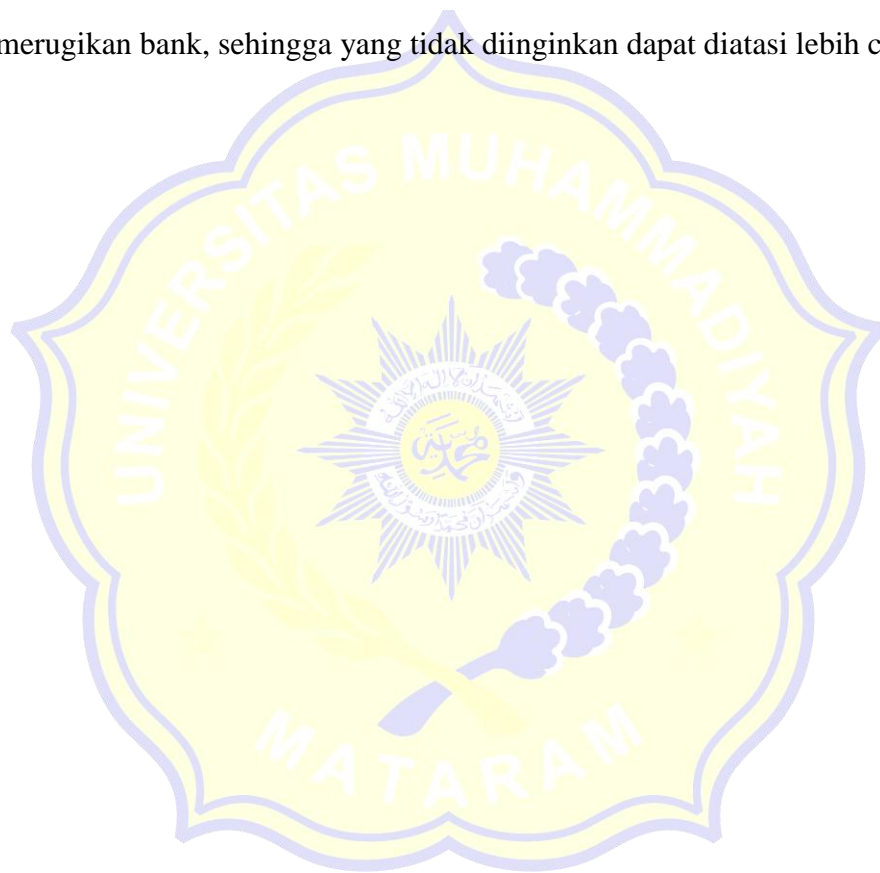 merugikan bank, sehingga yang tidak diinginkan dapat diatasi lebih c
UNIVERSITAS MUHAMMADIYAH
MATARAM